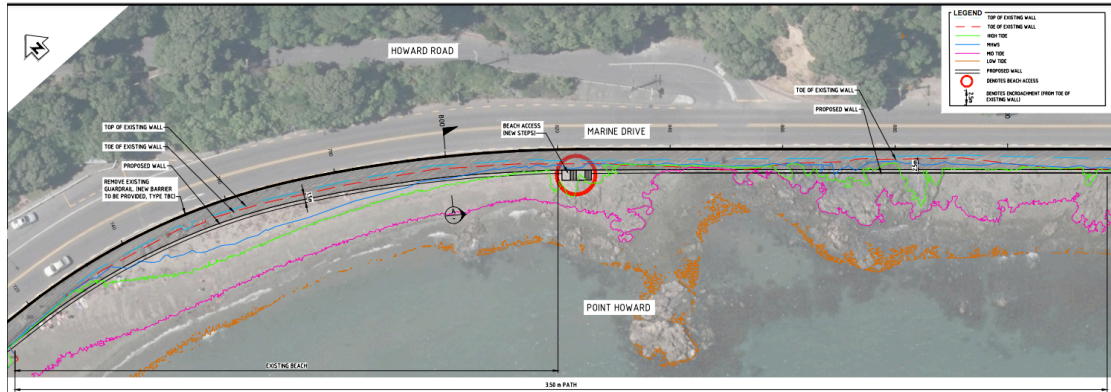 HOWARD ROAD
LEGEND
TOP OF EXISTING WALL
TOE OF EXISTING WALL
HIGH TIDE
MHWS
MID TIDE
LOW TIDE
PROPOSED WALL
DENOTES BEACH ACCESS
2.5m
DENOTES ENCROACHMENT (FROM TOE OF
EXISTING WALL)
TOE OF EXISTING WALL
PROPOSED WALL
BEACH ACCESS
(NEW STEPS)
MARINE DRIVE
800
TOP OF EXISTING WALL
TOE OF EXISTING WALL
PROPOSED WALL
REMOVE EXISTING
GUARDRAIL (NEW BARRIER
TO BE PROVIDED, TYPE TBC)
POINT HOWARD
EXISTING BEACH
3.50 m PATH